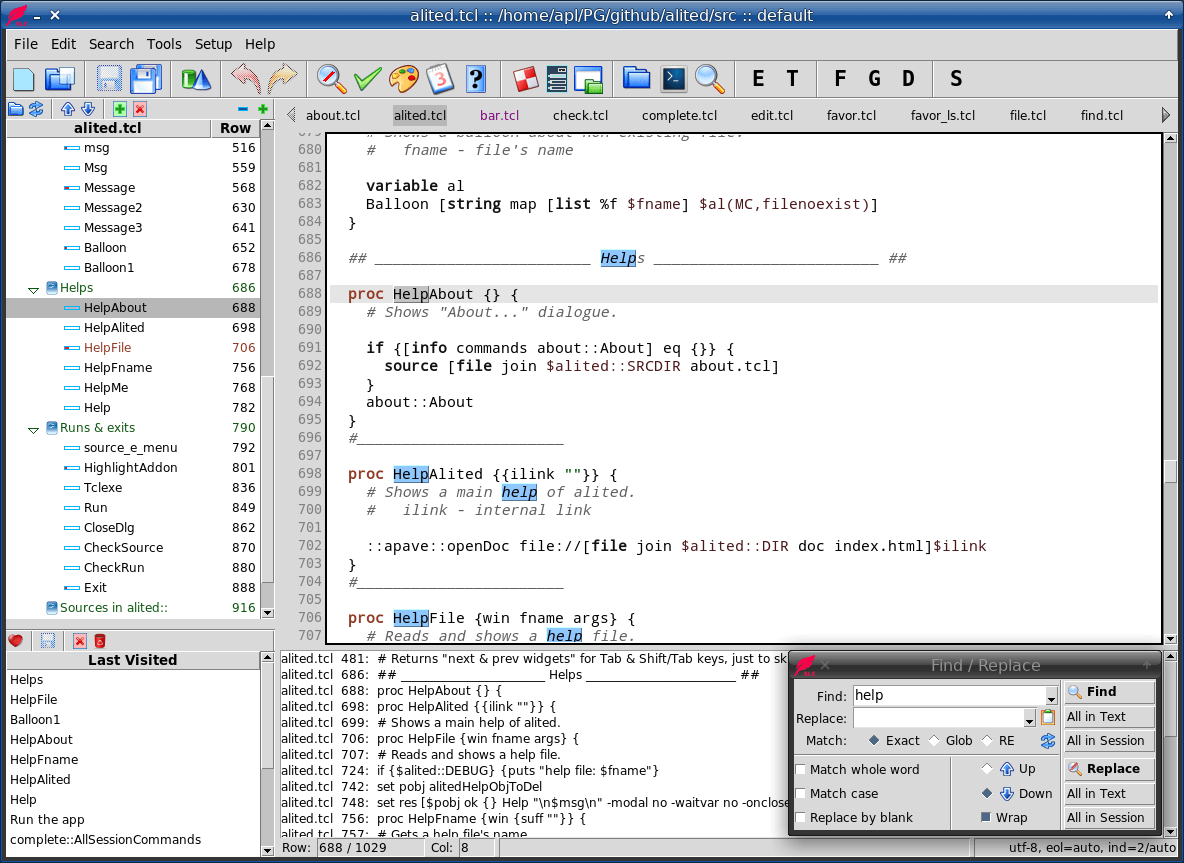 alited.tcl :: /home/apl/PG/github/alited/src :: default
File Edit Search Tools Setup Help
E T F G D S
alited.tcl Row
msg 516
Msg 559
Message 568
Message2 630
Message3 641
Balloon 652
Balloon1 678
Helps 686
HelpAbout 688
HelpAlited 698
HelpFile 706
HelpFname 756
HelpMe 768
Help 782
Runs & exits 790
source_e_menu 792
HighlightAddon 801
Tclexe 836
Run 849
CloseDlg 862
CheckSource 870
CheckRun 880
Exit 888
Sources in alited:: 916
Last Visited
Helps
HelpFile
Balloon1
HelpAbout
HelpFname
HelpAlited
Help
Run the app
complete::AllSessionCommands
about.tcl alited.tcl bar.tcl check.tcl complete.tcl edit.tcl favor.tcl favor_ls.tcl file.tcl find.tcl
679 # Shows a balloon about non-existing file.
680 #   fname - file's name
681
682 variable al
683 Balloon [string map [list %f $fname] $al(MC,filenoexist)]
684 }
685
686 ## ________________________ Helps _________________________ ##
687
688 proc HelpAbout {} {
689 # Shows "About..." dialogue.
690
691 if {[info commands about::About] eq {}} {
692 source [file join $alited::SRCDIR about.tcl]
693 }
694 about::About
695 }
696 #_______________________
697
698 proc HelpAlited {{ilink ""}} {
699 # Shows a main help of alited.
700 #   ilink - internal link
701
702 ::apave::openDoc file://[file join $alited::DIR doc index.html]$ilink
703 }
704 #_______________________
705
706 proc HelpFile {win fname args} {
707 # Reads and shows a help file.
alited.tcl 481: # Returns "next & prev widgets" for Tab & Shift/Tab keys, just to sk
alited.tcl 686: ## ________________________ Helps _________________________ ##
alited.tcl 688: proc HelpAbout {} {
alited.tcl 698: proc HelpAlited {{ilink ""}} {
alited.tcl 699: # Shows a main help of alited.
alited.tcl 706: proc HelpFile {win fname args} {
alited.tcl 707: # Reads and shows a help file.
alited.tcl 724: if {$alited::DEBUG} {puts "help file: $fname"}
alited.tcl 742: set pobj alitedHelpObjToDel
alited.tcl 748: set res [$pobj ok {} Help "\n$msg\n" -modal no -waitvar no -onclose
alited.tcl 756: proc HelpFname {win {suff ""}} {
alited.tcl 757: # Gets a help file's name
Find / Replace
Find: help Find
Replace: All in Text
Match: Exact Glob RE All in Session
Match whole word Up Replace
Match case Down All in Text
Replace by blank Wrap All in Session
Row: 688 / 1029 Col: 8 utf-8, eol=auto, ind=2/auto